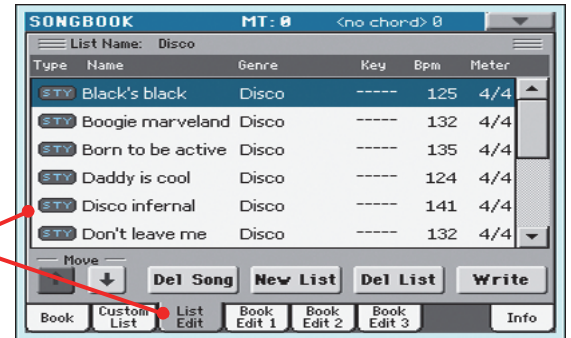 SONGBOOK MT: 0 <no chord> 0
List Name: Disco
Type Name Genre Key Bpm Meter
STY Black's black Disco ----- 125 4/4
STY Boogie marveland Disco ----- 132 4/4
STY Born to be active Disco ----- 135 4/4
STY Daddy is cool Disco ----- 124 4/4
STY Disco infernal Disco ----- 141 4/4
STY Don't leave me Disco ----- 132 4/4
Move
Del Song New List Del List Write
Book Custom List List Edit Book Edit 1 Book Edit 2 Book Edit 3 Info